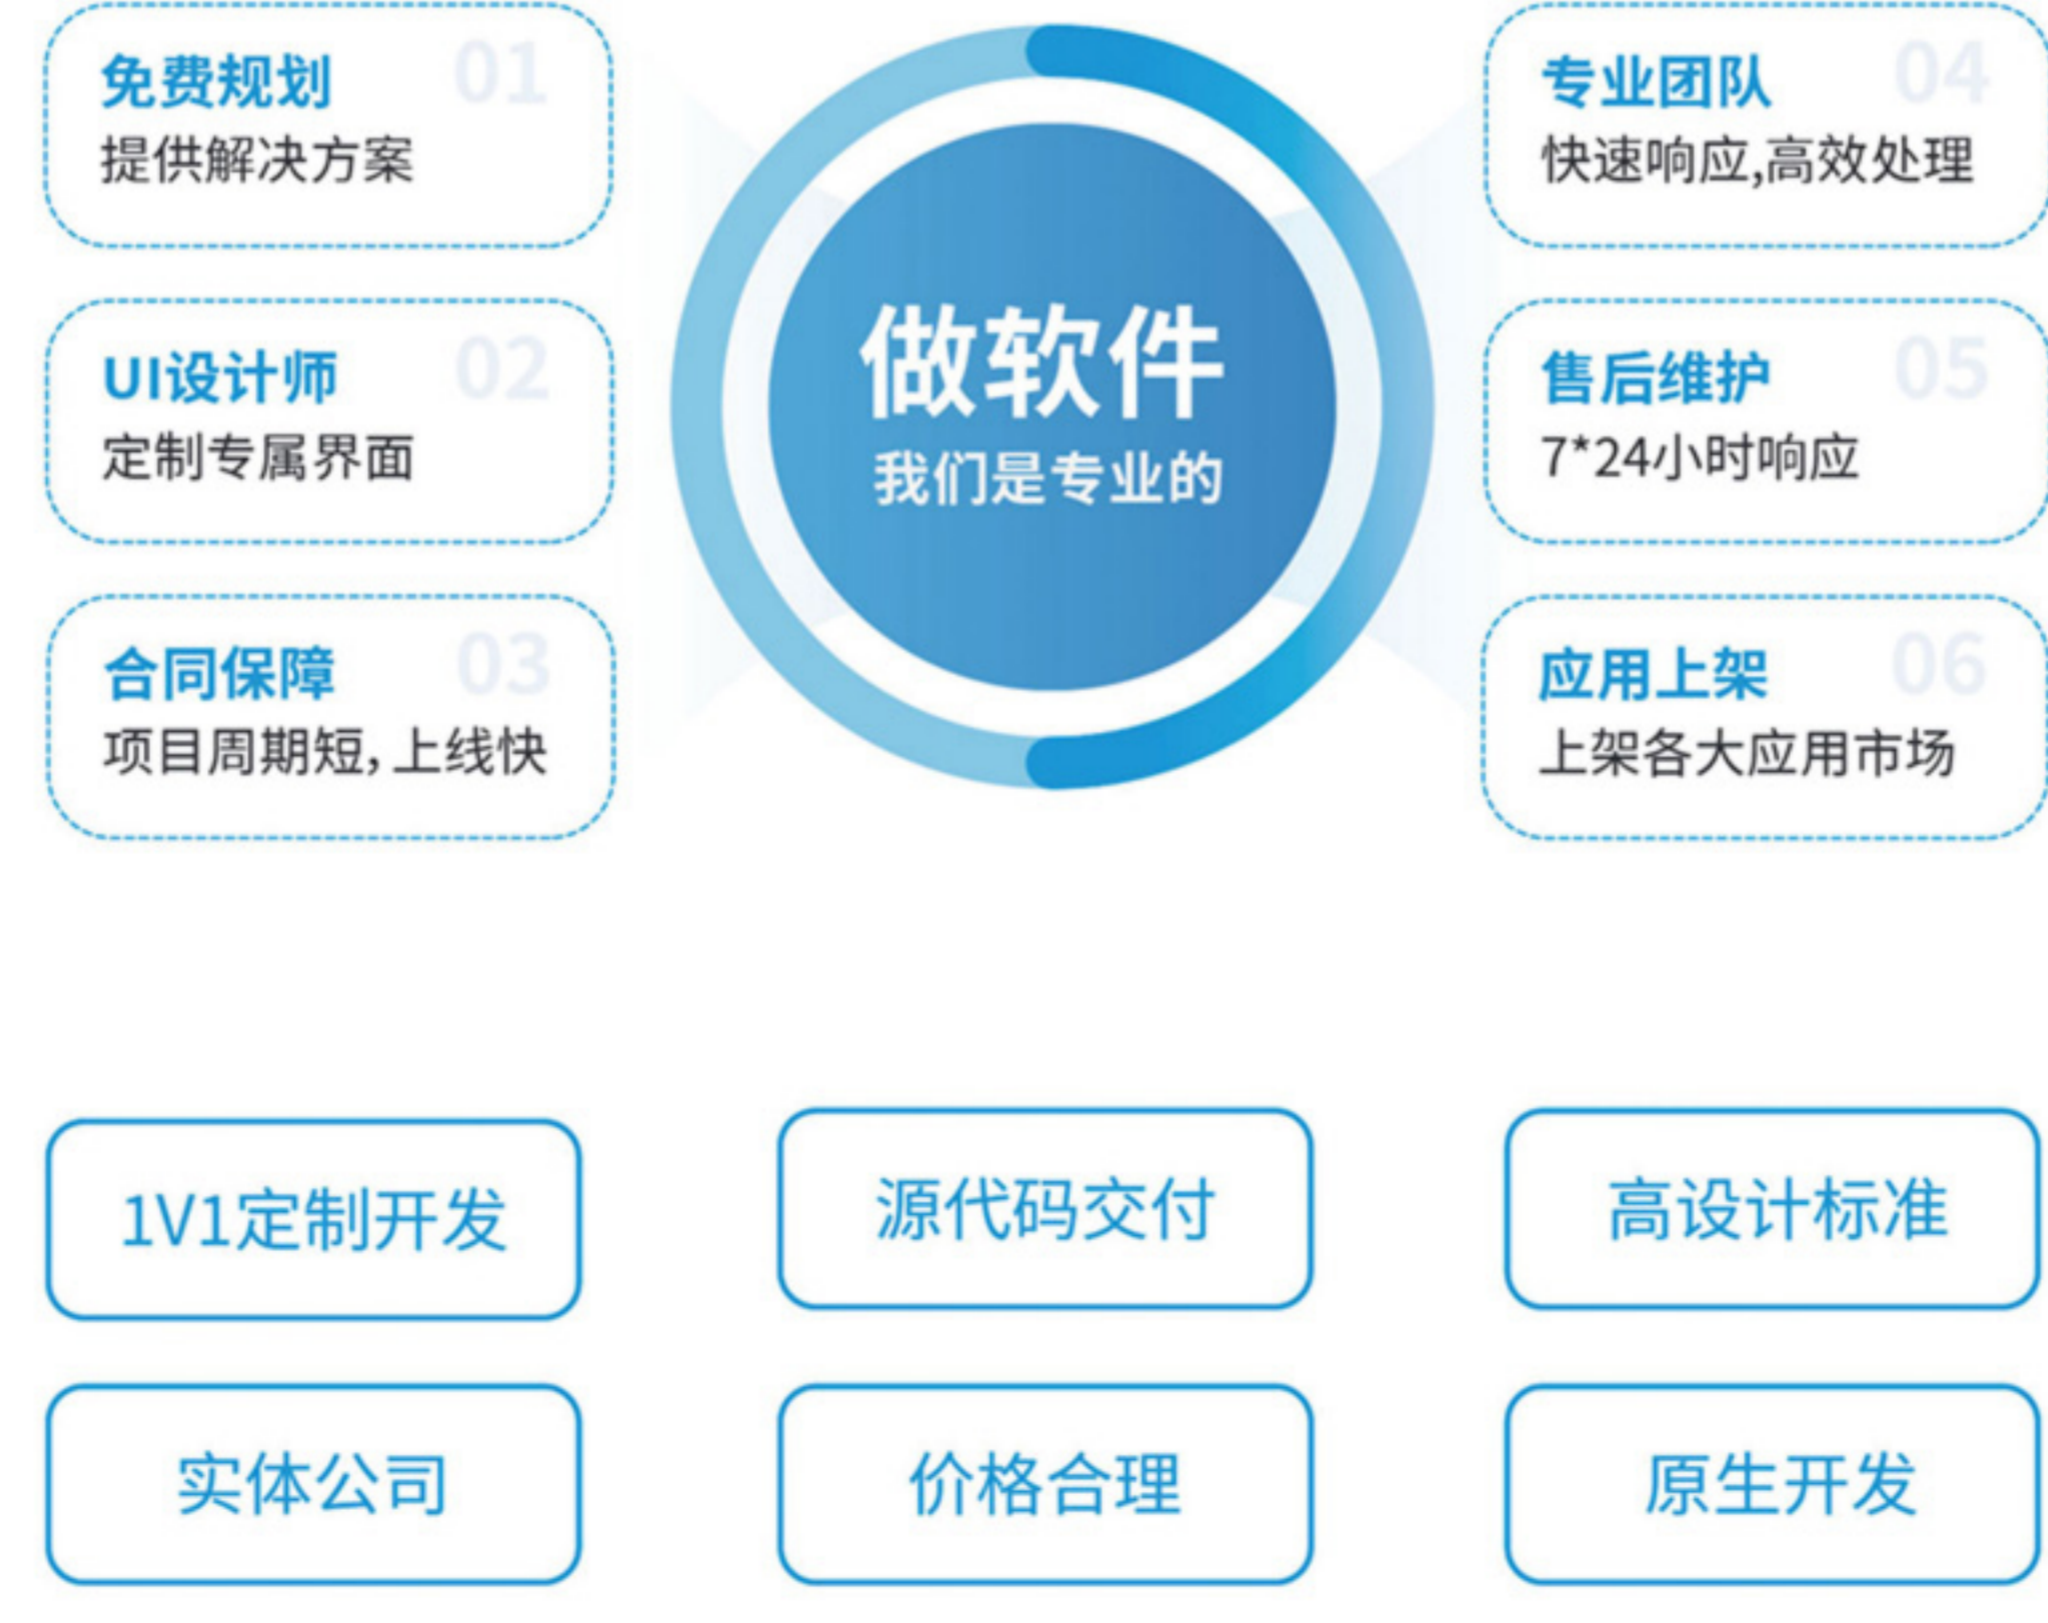 免费规划
01
提供解决方案
UI设计师
02
定制专属界面
合同保障
03
项目周期短，上线快
做软件
我们是专业的
专业团队
04
快速响应,高效处理
售后维护
05
7*24小时响应
应用上架
06
上架各大应用市场
1V1定制开发
源代码交付
高设计标准
实体公司
价格合理
原生开发